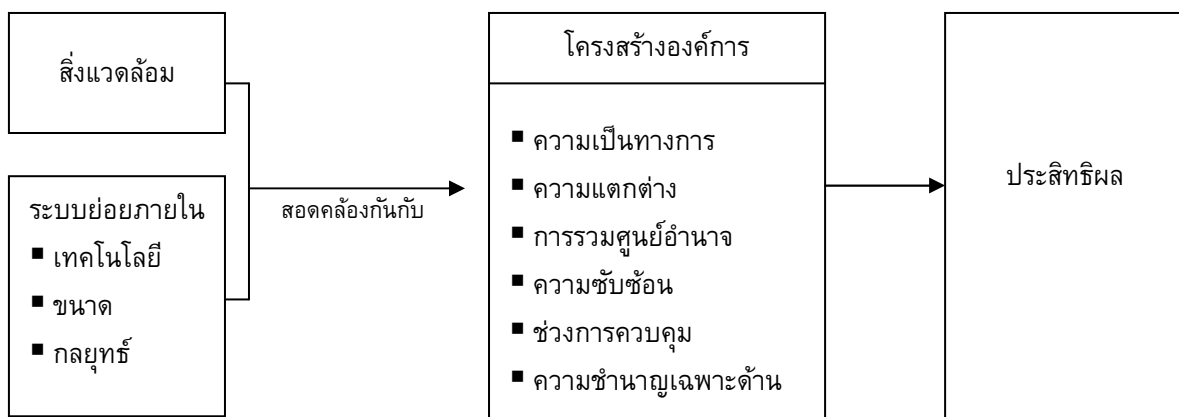 สิ่งแวดล้อม
ระบบย่อยภายใน
▪ เทคโนโลยี
▪ ขนาด
▪ กลยุทธ์
สอดคล้องกันกับ
โครงสร้างองค์การ
▪ ความเป็นทางการ
▪ ความแตกต่าง
▪ การรวมศูนย์อำนาจ
▪ ความซับซ้อน
▪ ช่วงการควบคุม
▪ ความชำนาญเฉพาะด้าน
ประสิทธิผล